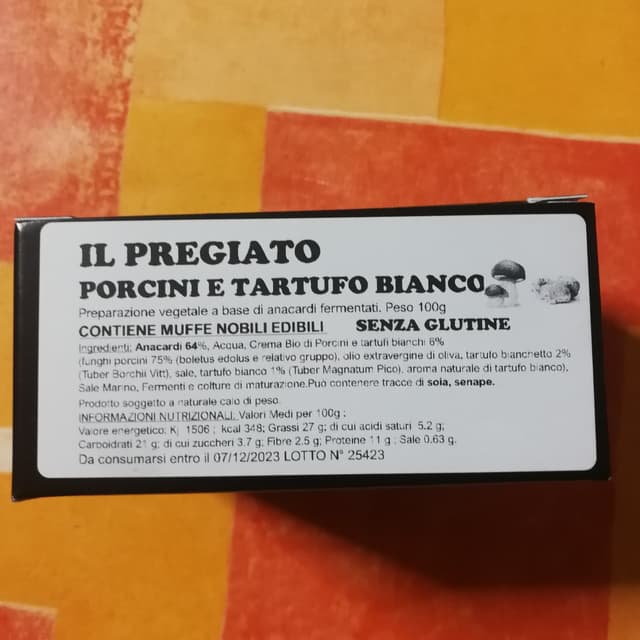 IL PREGIATO
PORCINI E TARTUFO BIANCO
Preparazione vegetale a base di anacardi fermentati. Peso 100g
CONTIENE MUFFE NOBILI EDIBILI SENZA GLUTINE
Ingredienti: Anacardi 64%, Acqua, Crema Bio di Porcini e tartufi bianchi 6%
(funghi porcini 75% (boletus edolus e relativo gruppo), olio extravergine di oliva, tartufo bianchetto 2%
(Tuber Borchii Vitt), sale, tartufo bianco 1% (Tuber Magnatum Pico), aroma naturale di tartufo bianco),
Sale Marino, Fermenti e colture di maturazione.Può contenere tracce di soia, senape.
Prodotto soggetto a naturale calo di peso.
INFORMAZIONI NUTRIZIONALI: Valori Medi per 100g :
Valore energetico: Kj 1506 ; kcal 348; Grassi 27 g; di cui acidi saturi 5.2 g;
Carboidrati 21 g; di cui zuccheri 3.7 g; Fibre 2.5 g; Proteine 11 g ; Sale 0.63 g.
Da consumarsi entro il 07/12/2023 LOTTO N° 25423